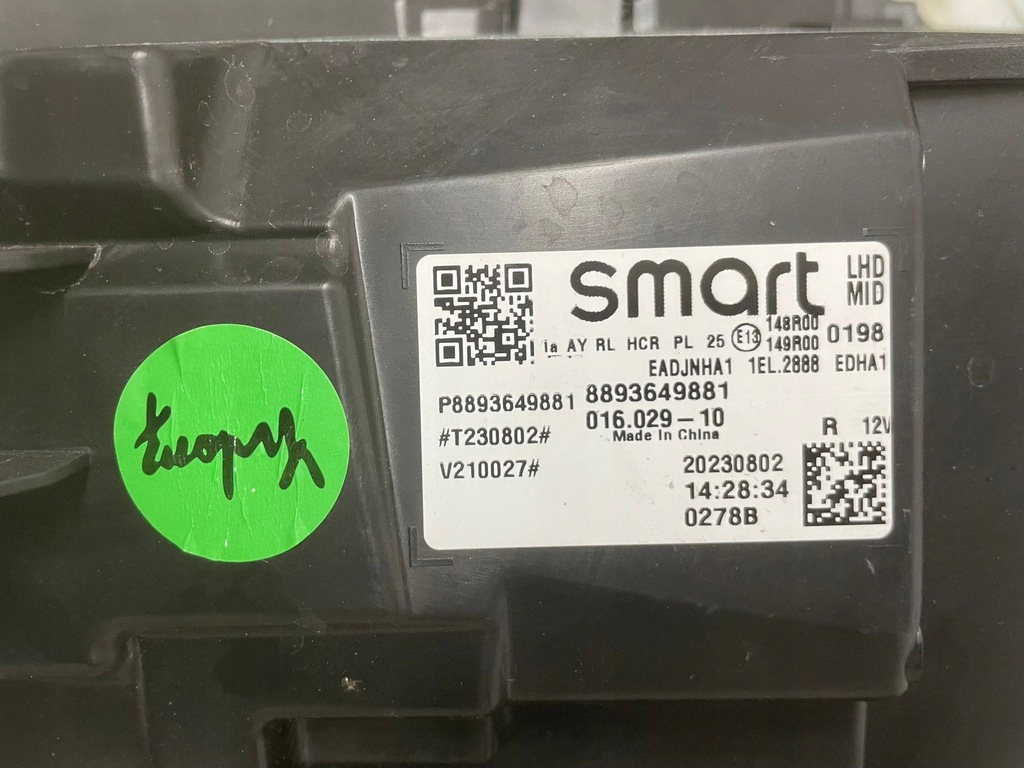 smart
LHD
MID
1a AY RL HCR PL 25 E13 148R00 149R00 0198
EADJNHA1 1EL.2888 EDHA1
P8893649881 8893649881
016.029-10
#T230802# Made In China
R 12V
V210027#
20230802
14:28:34
0278B